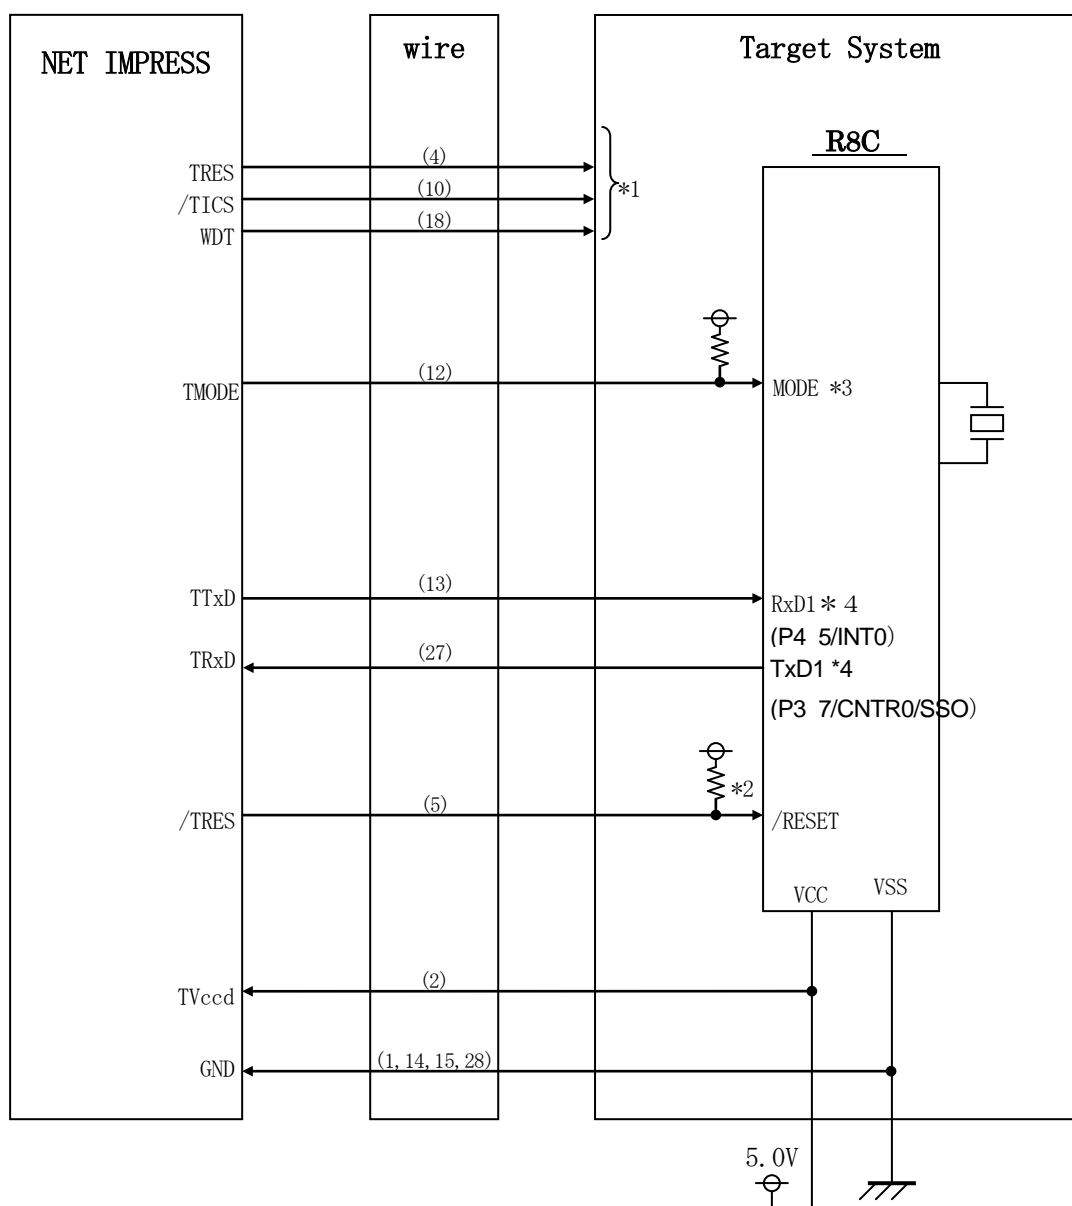 NET IMPRESS
wire
Target System
R8C
TRES
(4)
/TICS
(10)
*1
WDT
(18)
TMODE
(12)
MODE *3
TTxD
(13)
RxD1＊ 4
(P4 5/INT0)
TRxD
(27)
TxD1 *4
(P3 7/CNTR0/SSO)
*2
/TRES
(5)
/RESET
VCC
VSS
TVccd
(2)
GND
(1,14,15,28)
5.0V